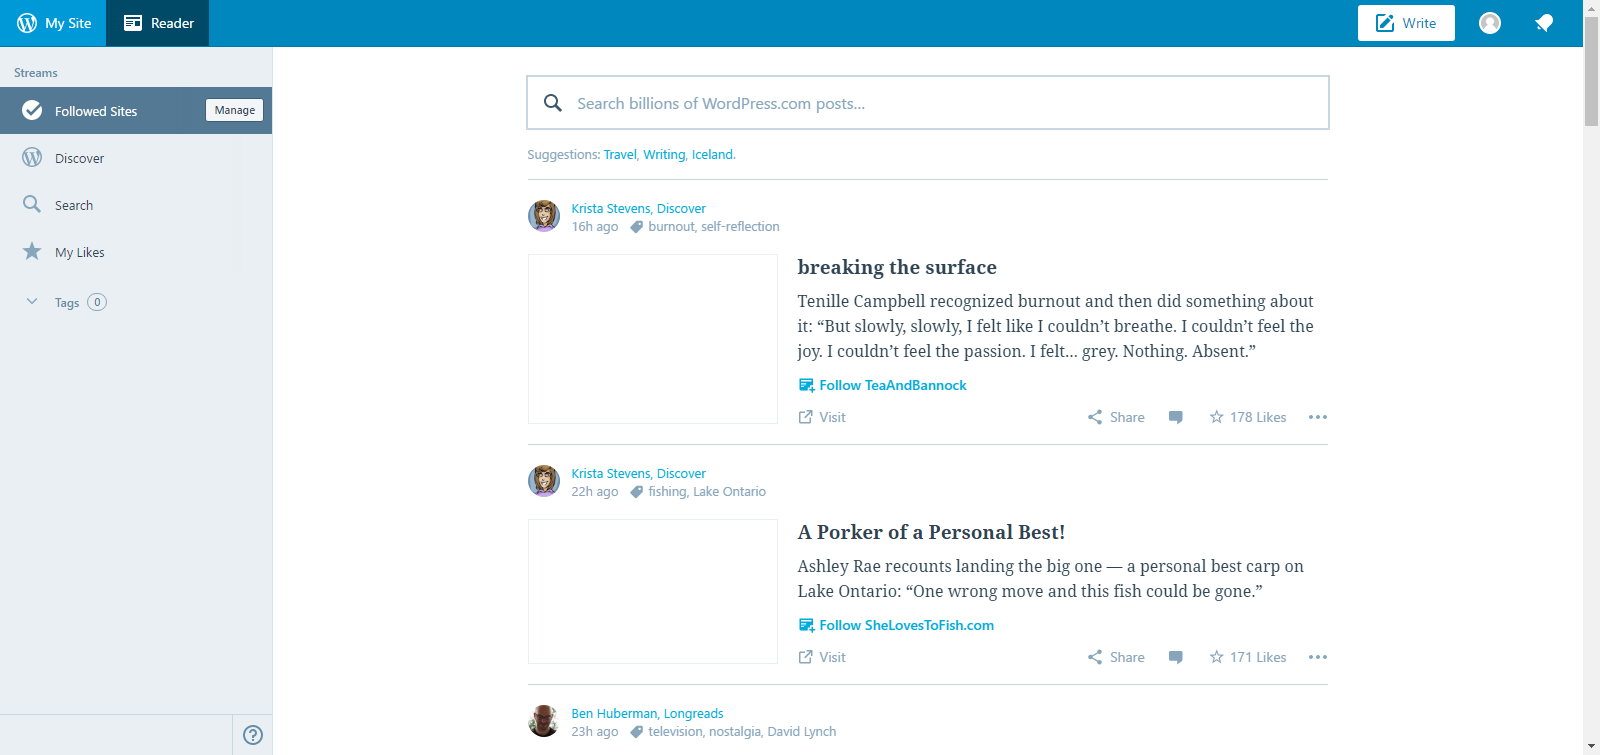 My Site
Reader
Write
Streams
Followed Sites
Manage
Discover
Search
My Likes
Tags 0
Search billions of WordPress.com posts...
Suggestions: Travel, Writing, Iceland.
Krista Stevens, Discover
16h ago burnout, self-reflection
breaking the surface
Tenille Campbell recognized burnout and then did something about
it: “But slowly, slowly, I felt like I couldn’t breathe. I couldn’t feel the
joy. I couldn’t feel the passion. I felt… grey. Nothing. Absent.”
Follow TeaAndBannock
Visit Share 178 Likes
Krista Stevens, Discover
22h ago fishing, Lake Ontario
A Porker of a Personal Best!
Ashley Rae recounts landing the big one — a personal best carp on
Lake Ontario: “One wrong move and this fish could be gone.”
Follow SheLovesToFish.com
Visit Share 171 Likes
Ben Huberman, Longreads
23h ago television, nostalgia, David Lynch